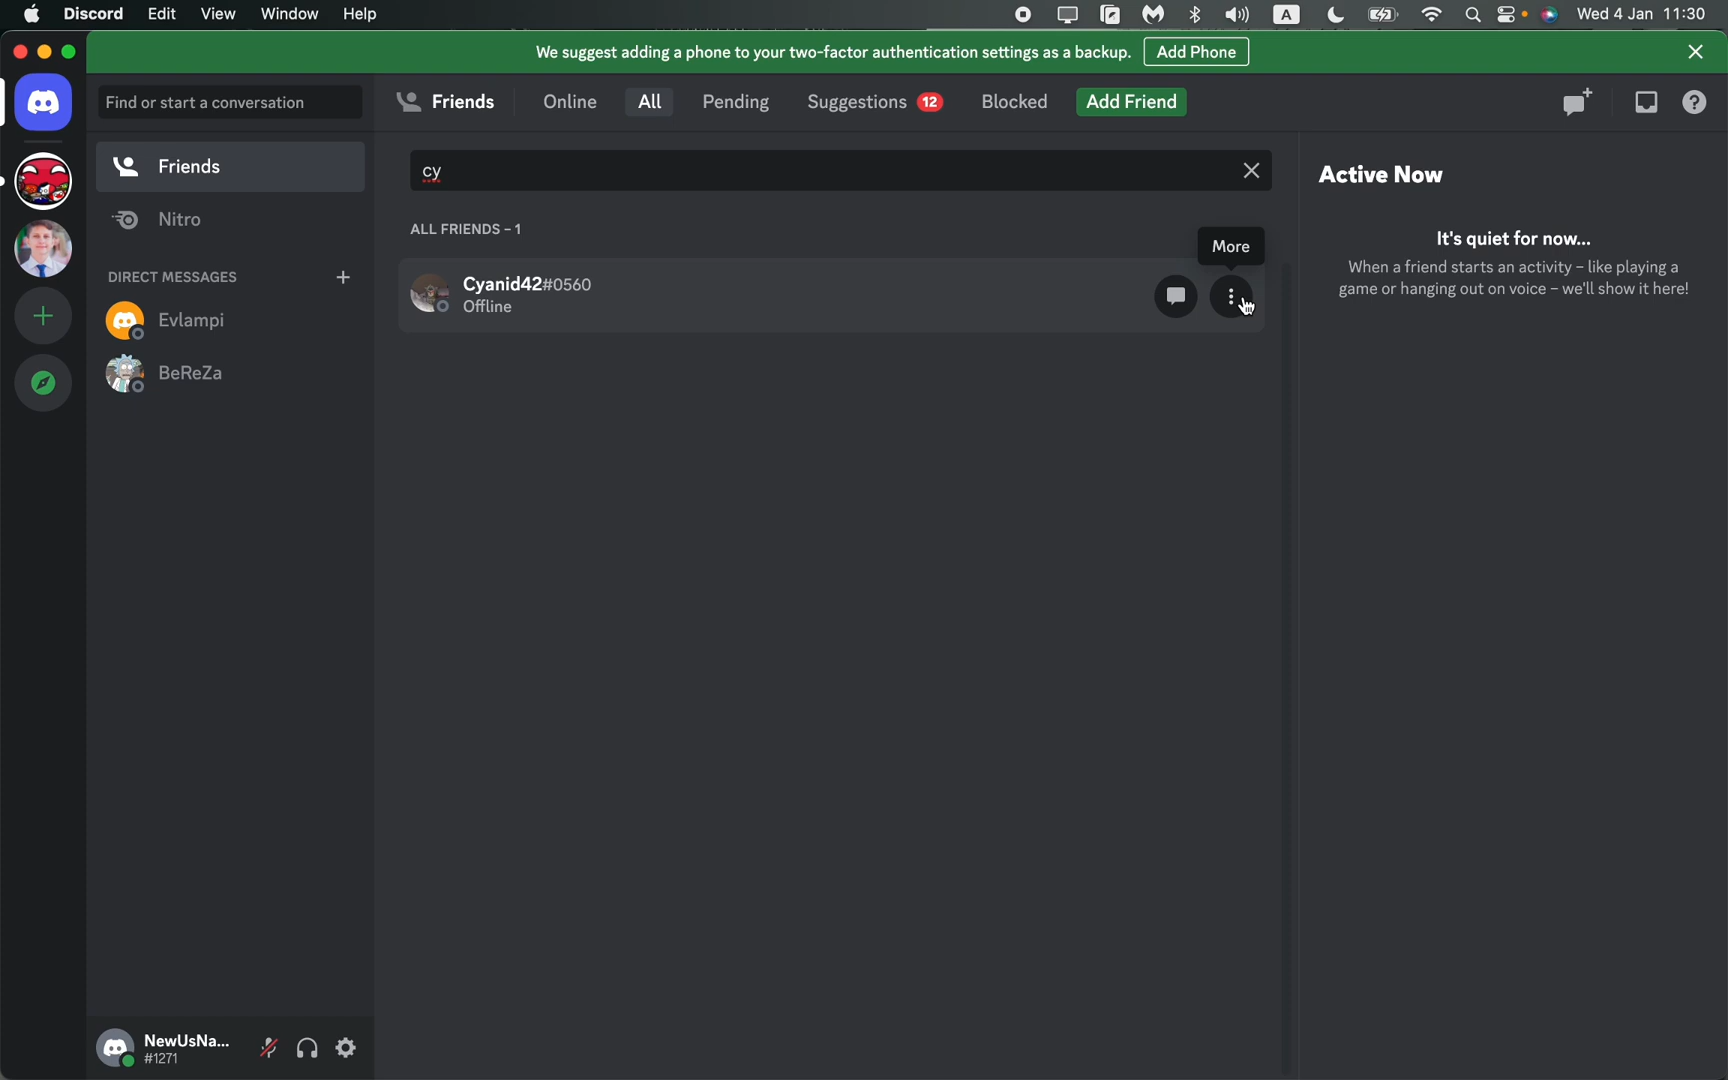 Discord Edit View Window Help A Wed 4 Jan 11:30
We suggest adding a phone to your two-factor authentication settings as a backup. Add Phone
Find or start a conversation
Friends Online All Pending Suggestions 12 Blocked Add Friend
Friends
Nitro
DIRECT MESSAGES
Evlampi
BeReZa
NewUsNa...
#1271
cy
ALL FRIENDS – 1
More
Cyanid42#0560
Offline
Active Now
It's quiet for now...
When a friend starts an activity – like playing a
game or hanging out on voice – we'll show it here!